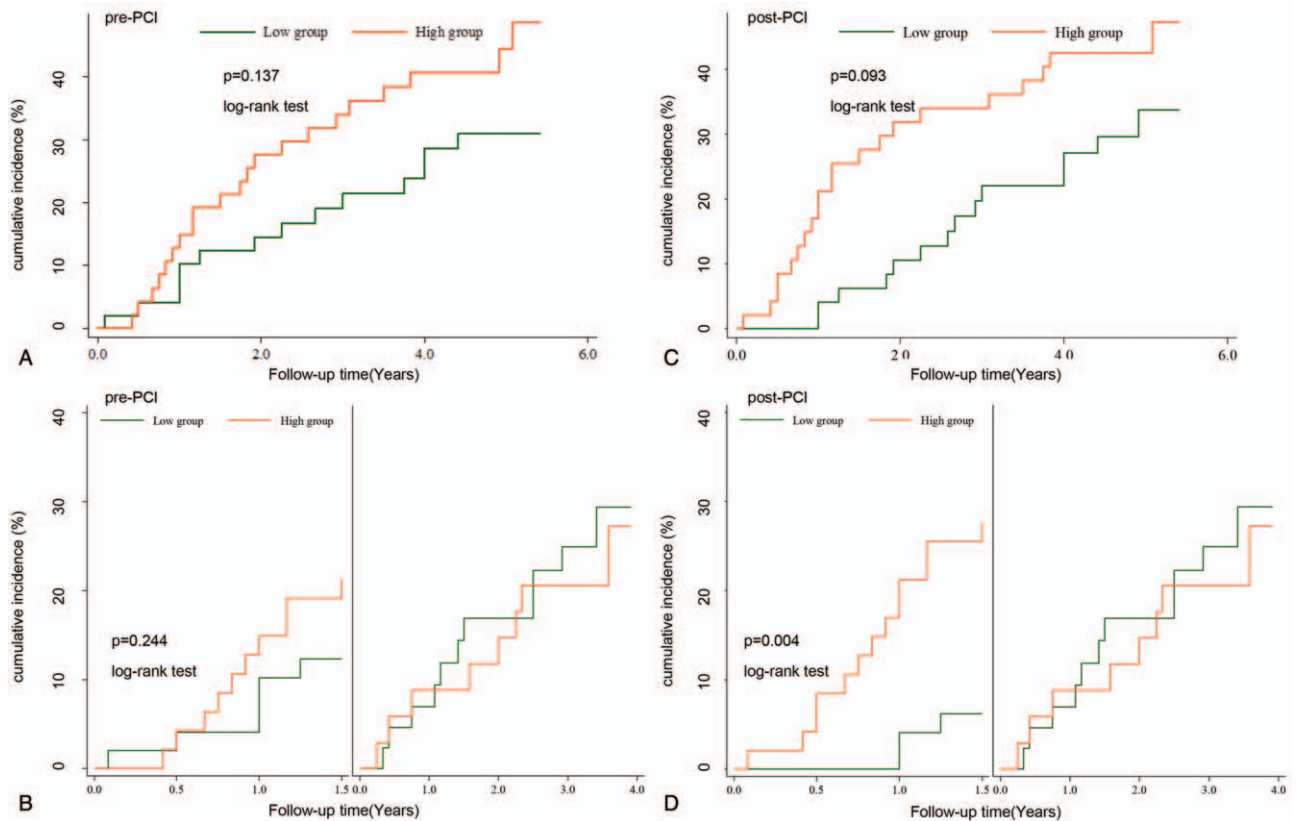 pre-PCI
Low group High group
p=0.137
log-rank test
cumulative incidence (%)
40
30
20
10
0
0.0 2.0 4.0 6.0
Follow-up time(Years)
A
post-PCI
Low group High group
p=0.093
log-rank test
cumulative incidence (%)
40
30
20
10
0
0.0 2 0 4 0 6.0
Follow-up time(Years)
C
pre-PCI
Low group High group
p=0.244
log-rank test
cumulative incidence (%)
40
30
20
10
0
0.0 0.5 1.0 1.5 0.0 1.0 2.0 3.0 4.0
Follow-up time(Years)
B
post-PCI
Low group High group
p=0.004
log-rank test
cumulative incidence (%)
40
30
20
10
0
0.0 0.5 1.0 1.5 0.0 1.0 2.0 3.0 4.0
Follow-up time(Years)
D